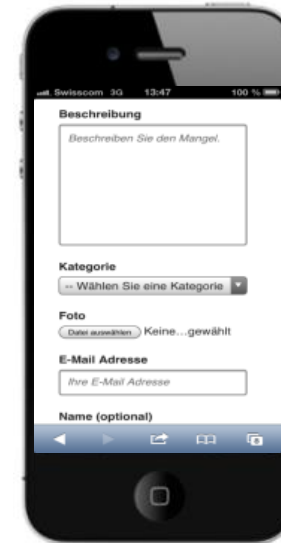 Swisscom 3G 13:47 100 %
Beschreibung
Beschreiben Sie den Mangel.
Kategorie
-- Wählen Sie eine Kategorie
Foto
Datei auswählen Keine...gewählt
E-Mail Adresse
Ihre E-Mail Adresse
Name (optional)